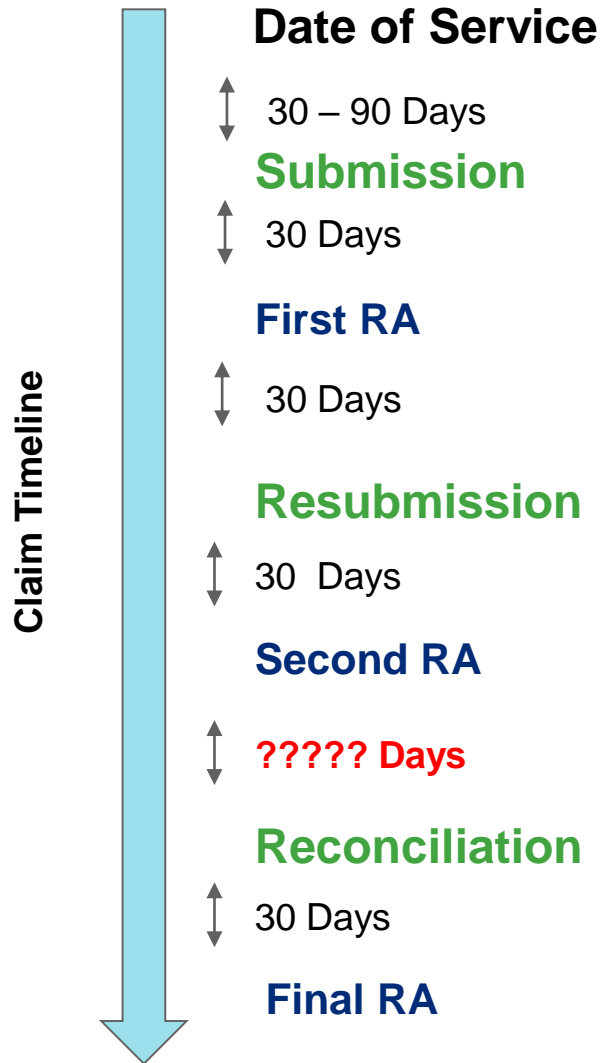 Date of Service
30 – 90 Days
Submission
30 Days
First RA
30 Days
Resubmission
30 Days
Second RA
????? Days
Reconciliation
30 Days
Final RA
Claim Timeline